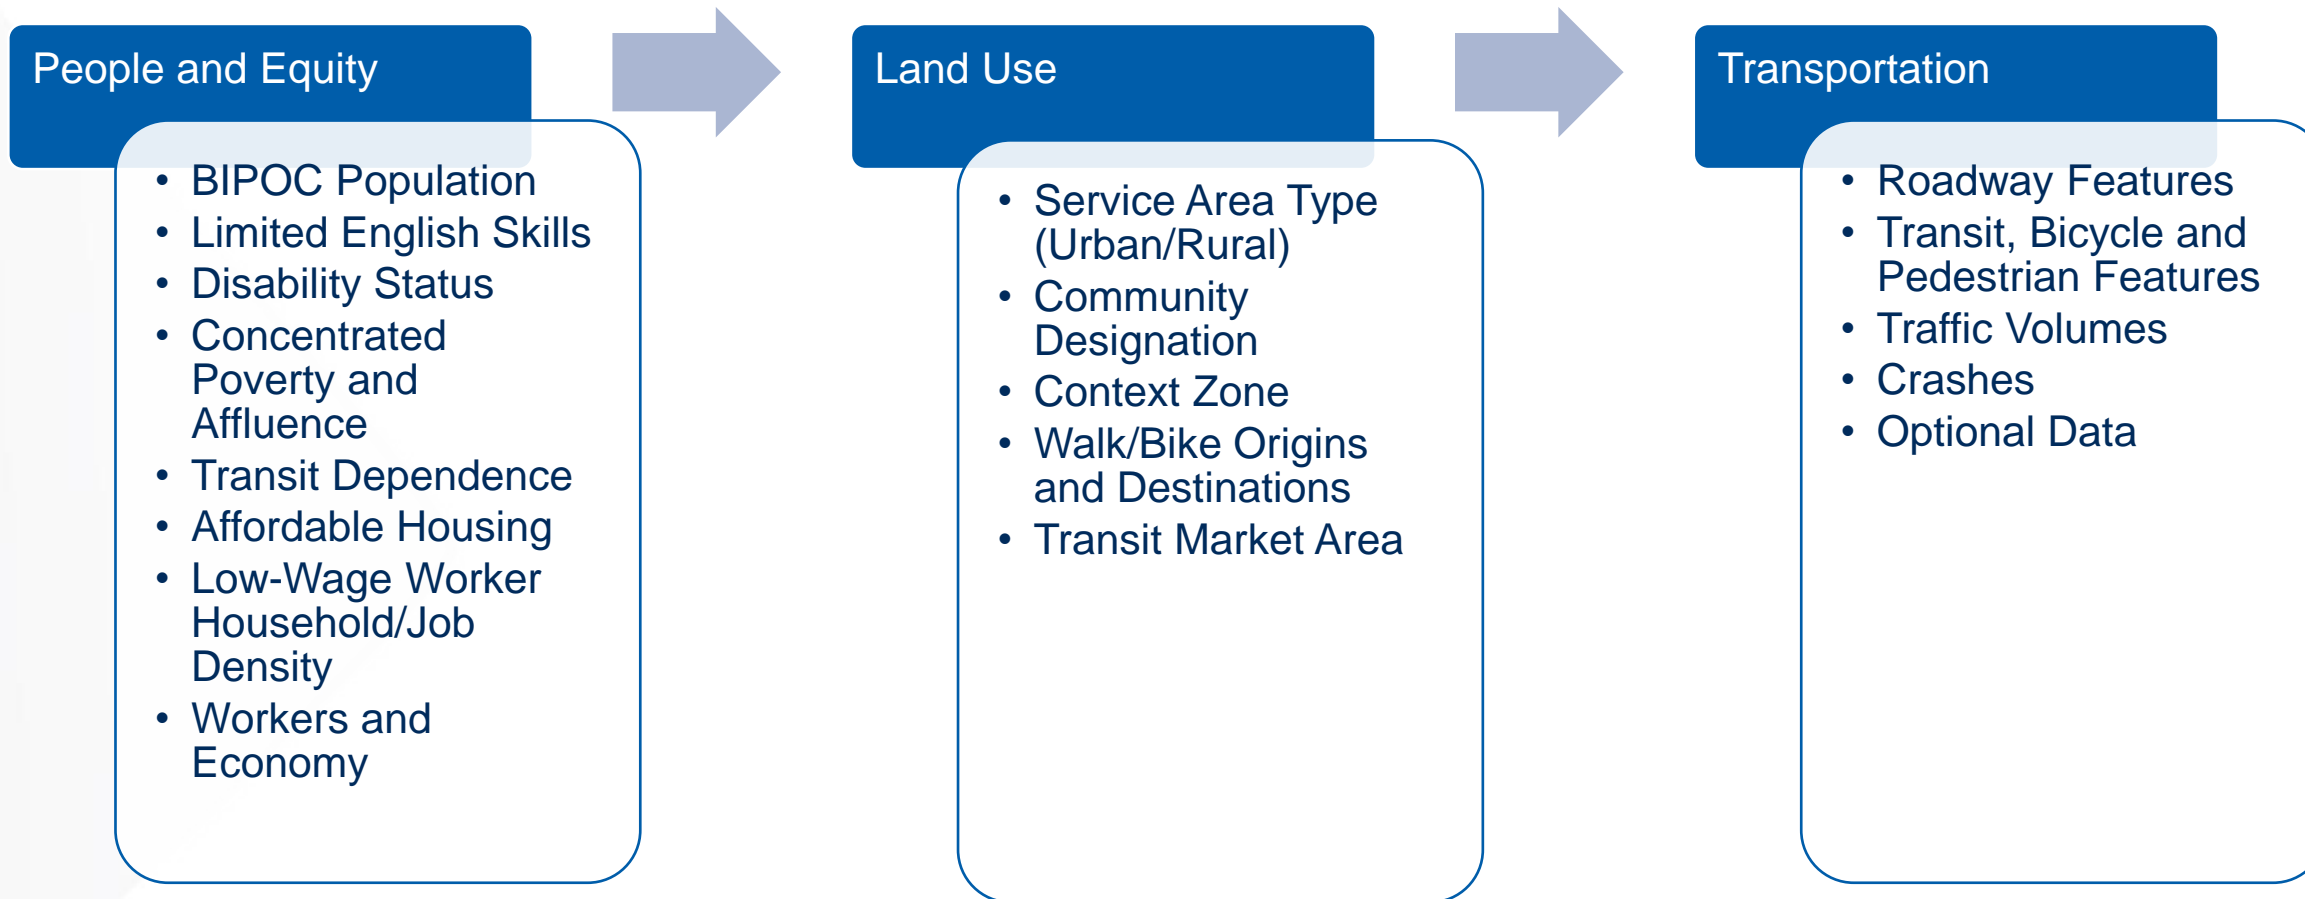 People and Equity
• BIPOC Population
• Limited English Skills
• Disability Status
• Concentrated
Poverty and
Affluence
• Transit Dependence
• Affordable Housing
• Low-Wage Worker
Household/Job
Density
• Workers and
Economy
Land Use
• Service Area Type
(Urban/Rural)
• Community
Designation
• Context Zone
• Walk/Bike Origins
and Destinations
• Transit Market Area
Transportation
• Roadway Features
• Transit, Bicycle and
Pedestrian Features
• Traffic Volumes
• Crashes
• Optional Data